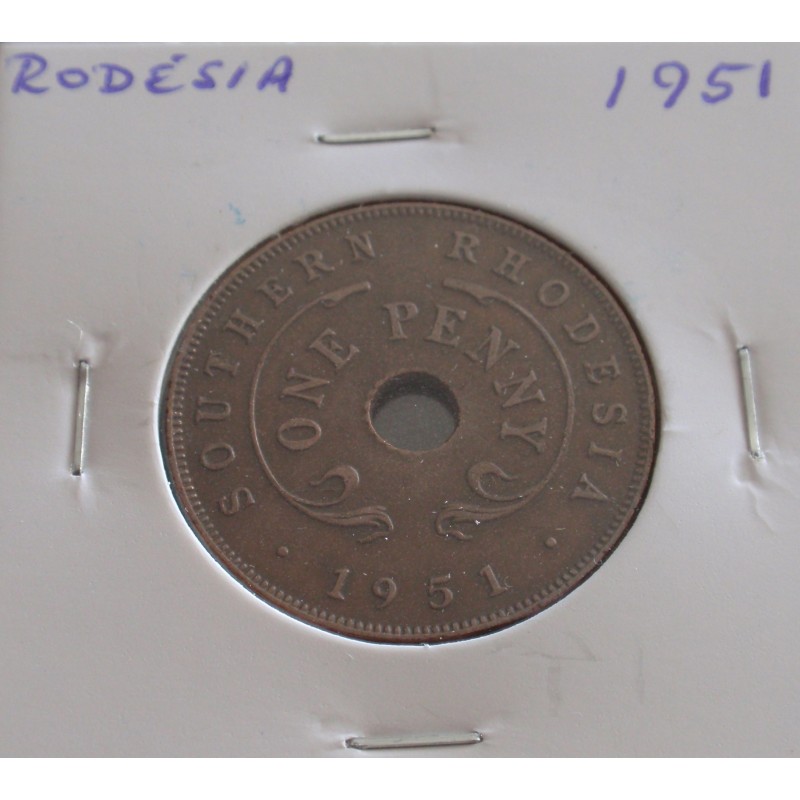 RODÉSIA 1951
SOUTHERN RHODESIA
ONE PENNY
· 1951 ·